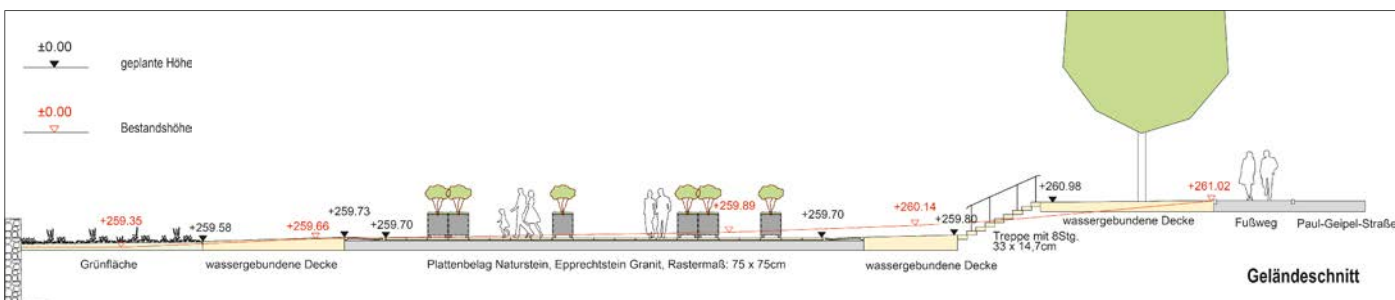 ±0.00
geplante Höhe
±0.00
Bestandshöhe
+259.35
+259.58
+259.66
+259.73
+259.70
+259.89
+259.70
+260.14
+259.80
+260.98
+261.02
Treppe mit 8Stg.
33 x 14,7cm
wassergebundene Decke
Fußweg
Paul-Geipel-Straße
Grünfläche
wassergebundene Decke
Plattenbelag Naturstein, Epprechtstein Granit, Rastermaß: 75 x 75cm
wassergebundene Decke
Geländeschnitt